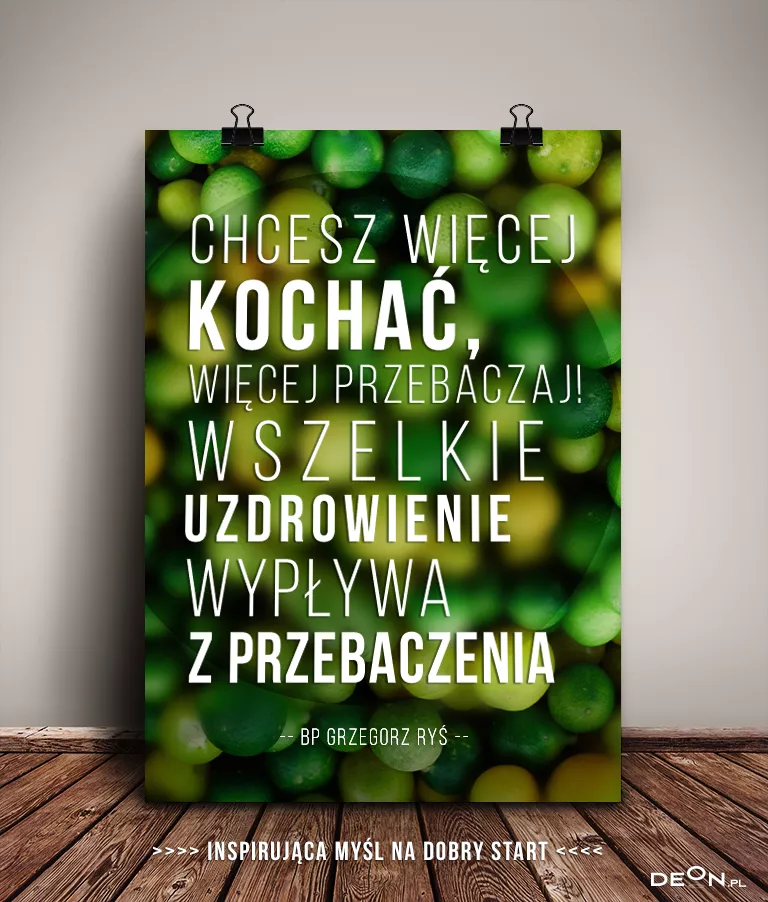 CHCESZ WIĘCEJ
KOCHAĆ,
WIĘCEJ PRZEBACZAJ!
WSZELKIE
UZDROWIENIE
WYPŁYWA
Z PRZEBACZENIA
-- BP GRZEGORZ RYŚ --
>>>> INSPIRUJĄCA MYŚL NA DOBRY START <<<<
DEON.PL